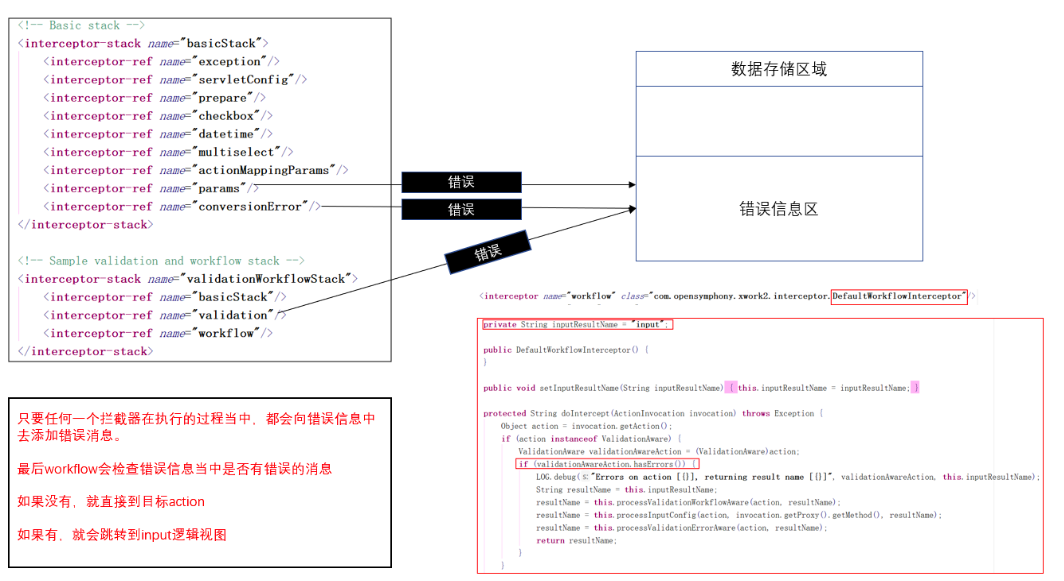 <!-- Basic stack -->
<interceptor-stack name="basicStack">
<interceptor-ref name="exception"/>
<interceptor-ref name="servletConfig"/>
<interceptor-ref name="prepare"/>
<interceptor-ref name="checkbox"/>
<interceptor-ref name="datetime"/>
<interceptor-ref name="multiselect"/>
<interceptor-ref name="actionMappingParams"/>
<interceptor-ref name="params"/>
<interceptor-ref name="conversionError"/>
</interceptor-stack>
<!-- Sample validation and workflow stack -->
<interceptor-stack name="validationWorkflowStack">
<interceptor-ref name="basicStack"/>
<interceptor-ref name="validation"/>
<interceptor-ref name="workflow"/>
</interceptor-stack>
错误
错误
错误
数据存储区域
错误信息区
<interceptor name="workflow" class="com.opensymphony.xwork2.interceptor.DefaultWorkflowInterceptor"/>
private String inputResultName = "input";
public DefaultWorkflowInterceptor() {
}
public void setInputResultName(String inputResultName) { this.inputResultName = inputResultName; }
protected String doIntercept(ActionInvocation invocation) throws Exception {
Object action = invocation.getAction();
if (action instanceof ValidationAware) {
ValidationAware validationAwareAction = (ValidationAware)action;
if (validationAwareAction.hasErrors()) {
LOG.debug(s: "Errors on action [{}], returning result name [{}]", validationAwareAction, this.inputResultName);
String resultName = this.inputResultName;
resultName = this.processValidationWorkflowAware(action, resultName);
resultName = this.processInputConfig(action, invocation.getProxy().getMethod(), resultName);
resultName = this.processValidationErrorAware(action, resultName);
return resultName;
}
}
只要任何一个拦截器在执行的过程当中，都会向错误信息中
去添加错误消息。
最后workflow会检查错误信息当中是否有错误的消息
如果没有，就直接到目标action
如果有，就会跳转到input逻辑视图